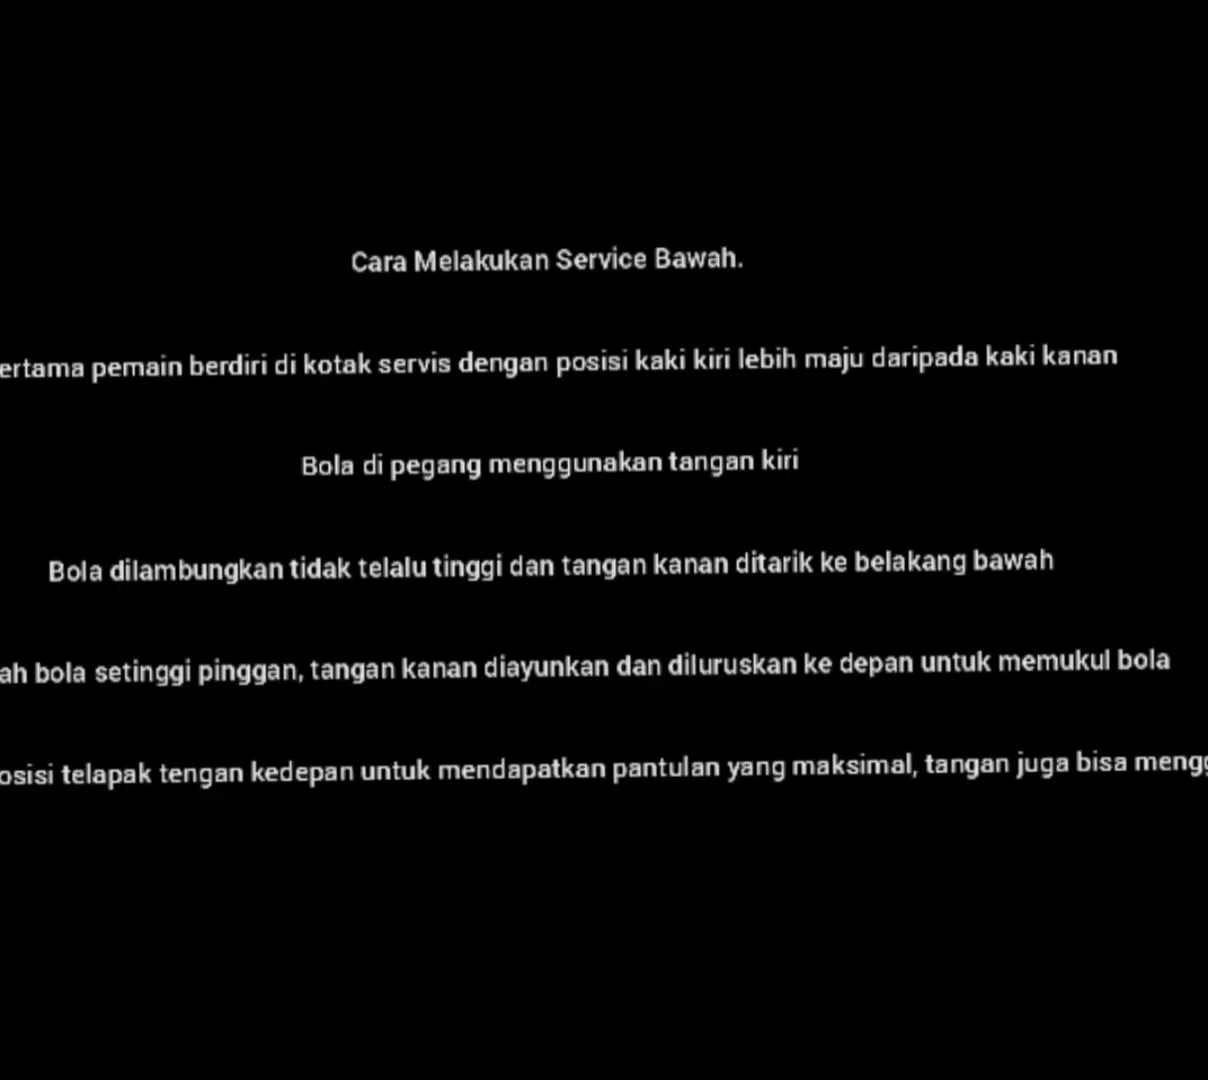 Cara Melakukan Service Bawah.
ertama pemain berdiri di kotak servis dengan posisi kaki kiri lebih maju daripada kaki kanan
Bola di pegang menggunakan tangan kiri
Bola dilambungkan tidak telalu tinggi dan tangan kanan ditarik ke belakang bawah
ah bola setinggi pinggan, tangan kanan diayunkan dan diluruskan ke depan untuk memukul bola
osisi telapak tengan kedepan untuk mendapatkan pantulan yang maksimal, tangan juga bisa mengg